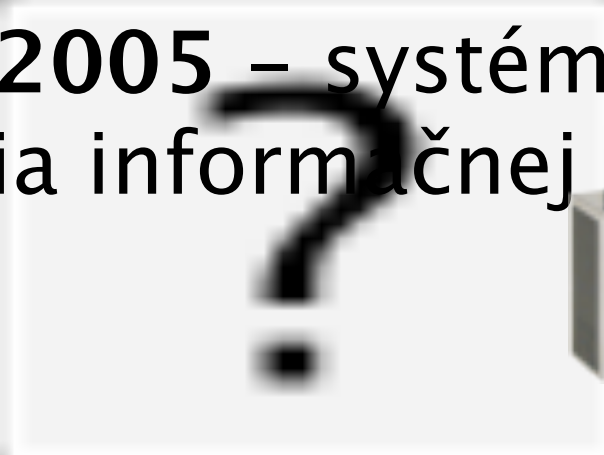 2005 – systém
ia informačnej
?